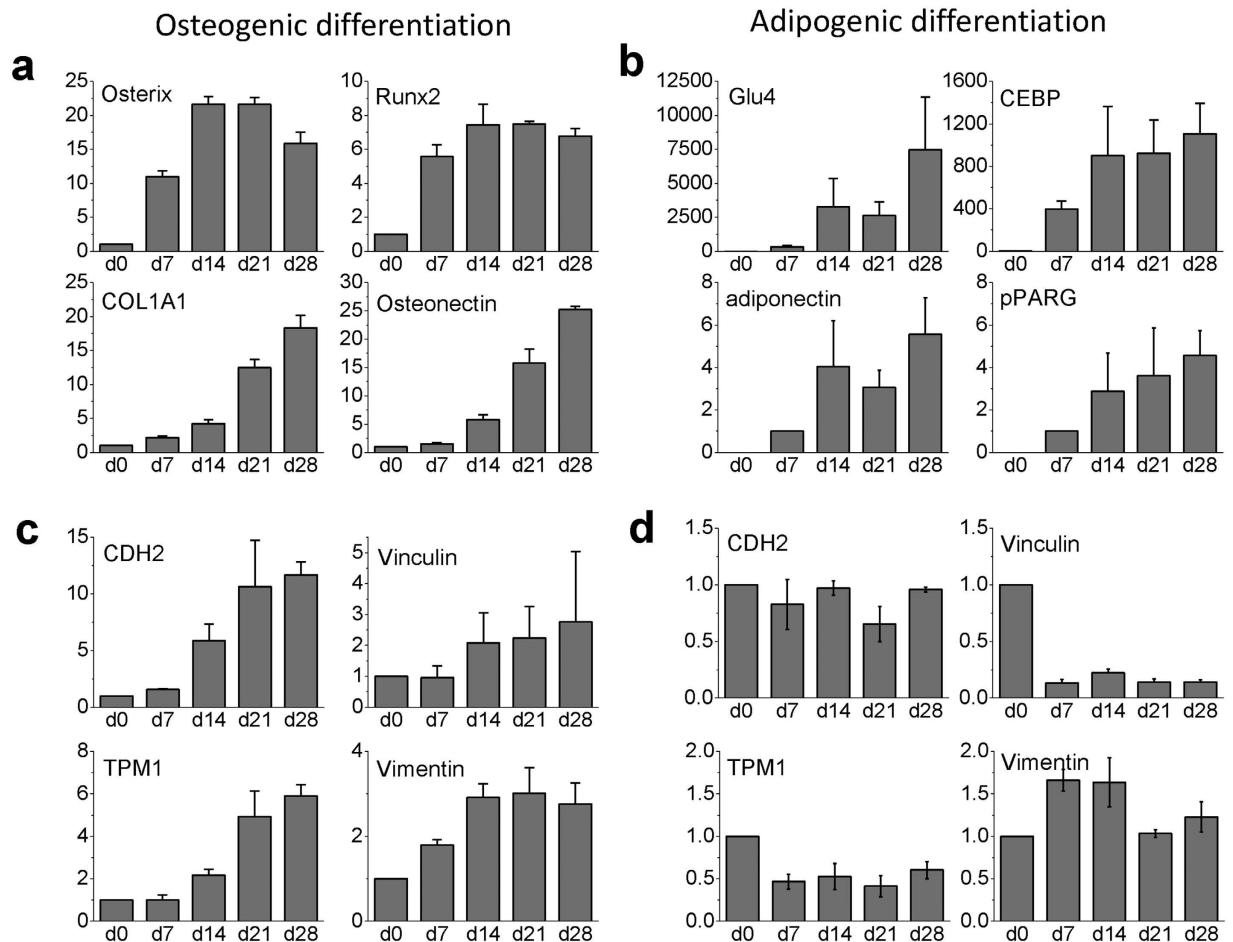 Osteogenic differentiation
Adipogenic differentiation
a
Osterix
25
20
15
10
5
0
d0 d7 d14 d21 d28
Runx2
10
8
6
4
2
0
d0 d7 d14 d21 d28
COL1A1
25
20
15
10
5
0
d0 d7 d14 d21 d28
Osteonectin
30
25
20
15
10
5
0
d0 d7 d14 d21 d28
b
Glu4
12500
10000
7500
5000
2500
0
d0 d7 d14 d21 d28
CEBP
1600
1200
800
400
0
d0 d7 d14 d21 d28
adiponectin
8
6
4
2
0
d0 d7 d14 d21 d28
pPARG
8
6
4
2
0
d0 d7 d14 d21 d28
c
CDH2
15
10
5
0
d0 d7 d14 d21 d28
Vinculin
5
4
3
2
1
0
d0 d7 d14 d21 d28
TPM1
8
6
4
2
0
d0 d7 d14 d21 d28
Vimentin
4
2
0
d0 d7 d14 d21 d28
d
CDH2
1.5
1.0
0.5
0.0
d0 d7 d14 d21 d28
Vinculin
1.5
1.0
0.5
0.0
d0 d7 d14 d21 d28
TPM1
2.0
1.5
1.0
0.5
0.0
d0 d7 d14 d21 d28
Vimentin
2.0
1.5
1.0
0.5
0.0
d0 d7 d14 d21 d28